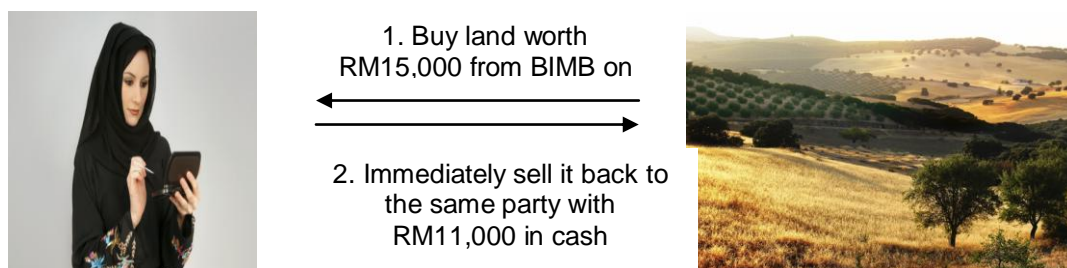 1. Buy land worth
RM15,000 from BIMB on
2. Immediately sell it back to
the same party with
RM11,000 in cash